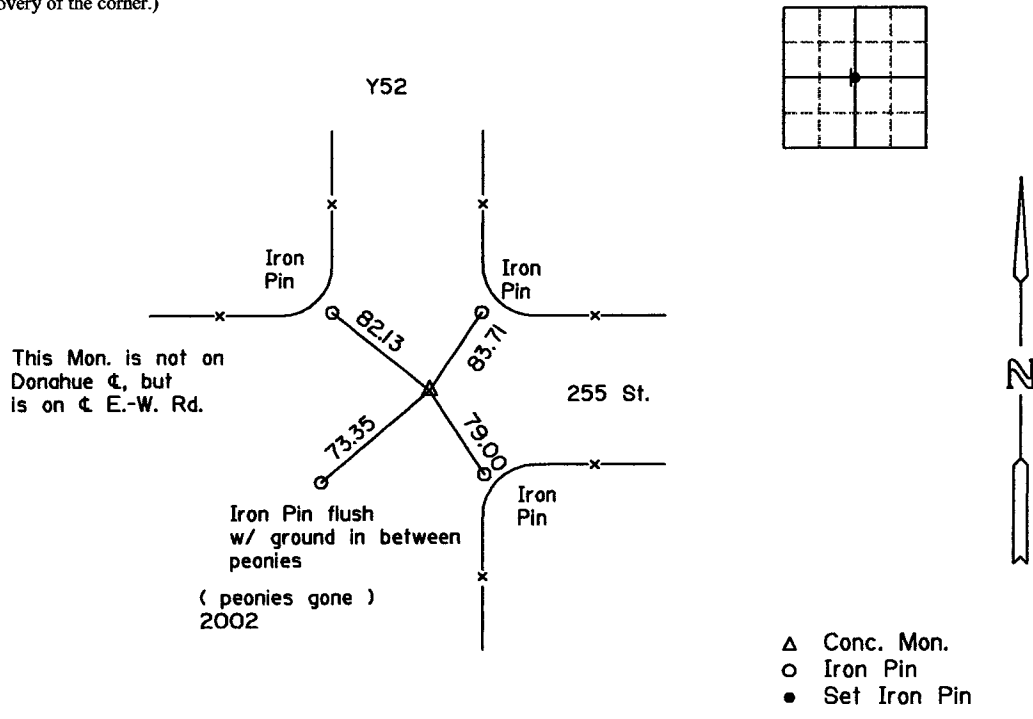 overy of the corner.)
Y52
Iron
Pin
Iron
Pin
82.13
83.71
This Mon. is not on
Donahue ℄, but
is on ℄ E.-W. Rd.
255 St.
73.35
79.00
Iron
Pin
Iron Pin flush
w/ ground in between
peonies
( peonies gone )
2002
N
Conc. Mon.
Iron Pin
Set Iron Pin